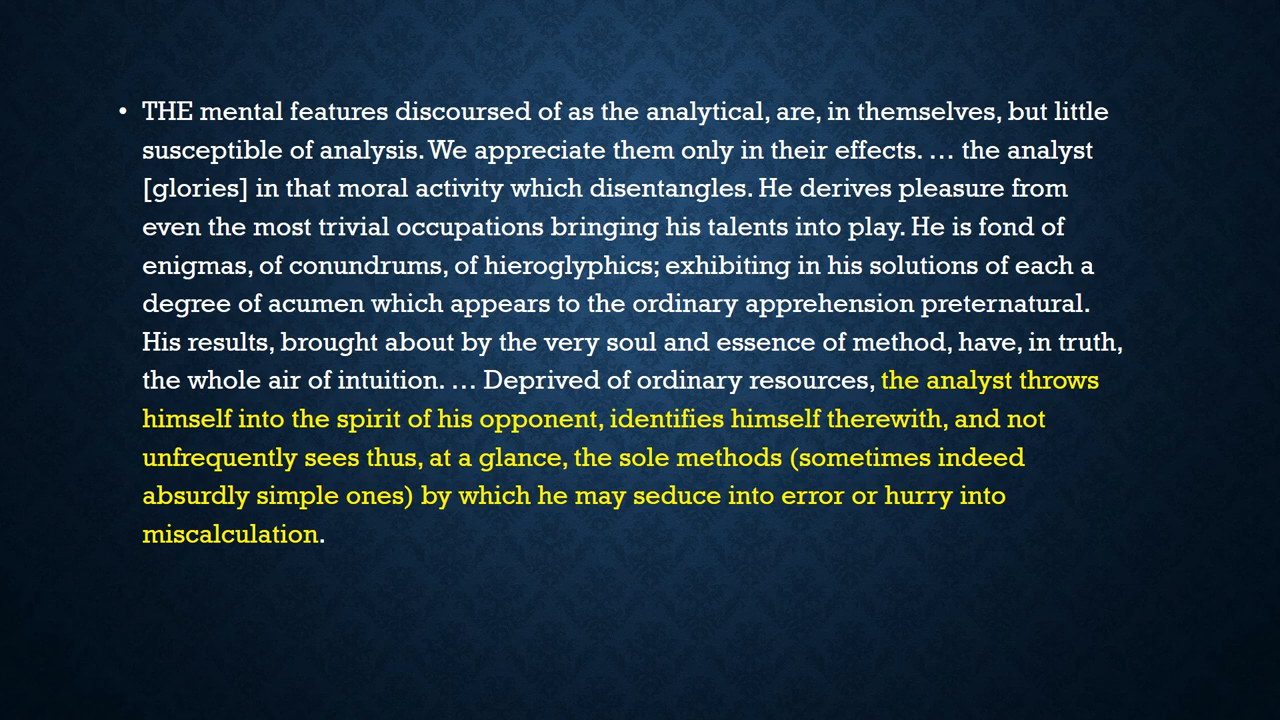 • THE mental features discoursed of as the analytical, are, in themselves, but little
susceptible of analysis. We appreciate them only in their effects. … the analyst
[glories] in that moral activity which disentangles. He derives pleasure from
even the most trivial occupations bringing his talents into play. He is fond of
enigmas, of conundrums, of hieroglyphics; exhibiting in his solutions of each a
degree of acumen which appears to the ordinary apprehension preternatural.
His results, brought about by the very soul and essence of method, have, in truth,
the whole air of intuition. … Deprived of ordinary resources, the analyst throws
himself into the spirit of his opponent, identifies himself therewith, and not
unfrequently sees thus, at a glance, the sole methods (sometimes indeed
absurdly simple ones) by which he may seduce into error or hurry into
miscalculation.